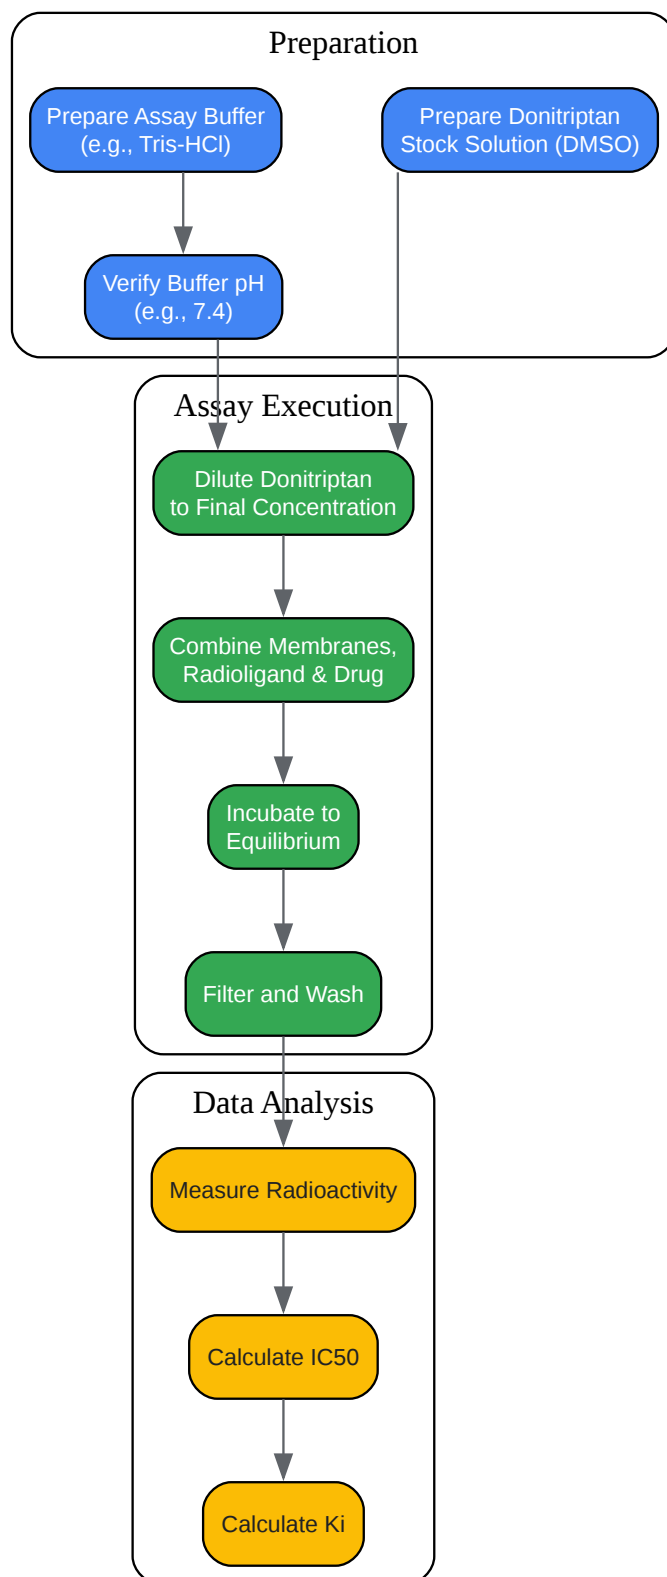 Preparation
Prepare Assay Buffer
(e.g., Tris-HCl)
Prepare Donitriptan
Stock Solution (DMSO)
Verify Buffer pH
(e.g., 7.4)
Assay Execution
Dilute Donitriptan
to Final Concentration
Combine Membranes,
Radioligand & Drug
Incubate to
Equilibrium
Filter and Wash
Data Analysis
Measure Radioactivity
Calculate IC50
Calculate Ki